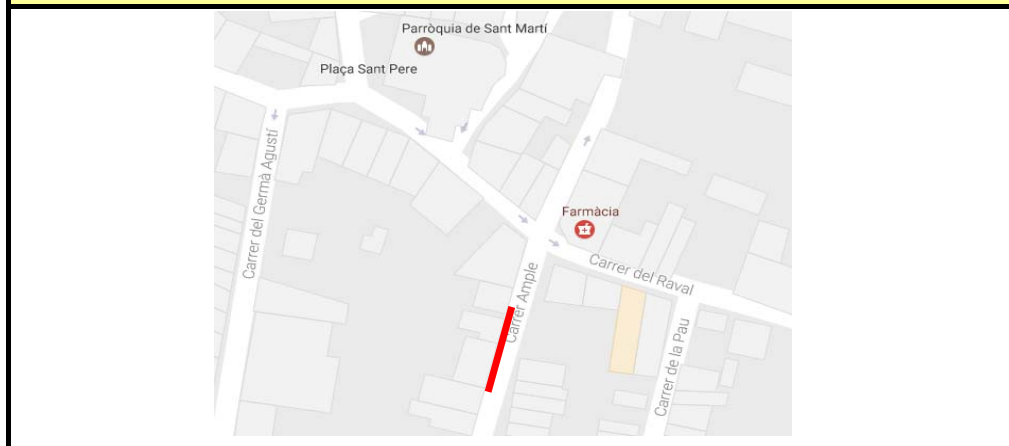 Parròquia de Sant Martí
Plaça Sant Pere
Carrer del Germà Agustí
Farmàcia
Carrer del Raval
Carrer Ample
Carrer de la Pau